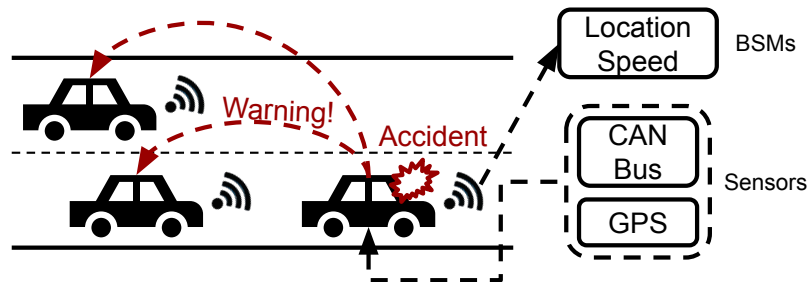 Location
Speed
BSMs
Warning!
Accident
CAN
Bus
Sensors
GPS